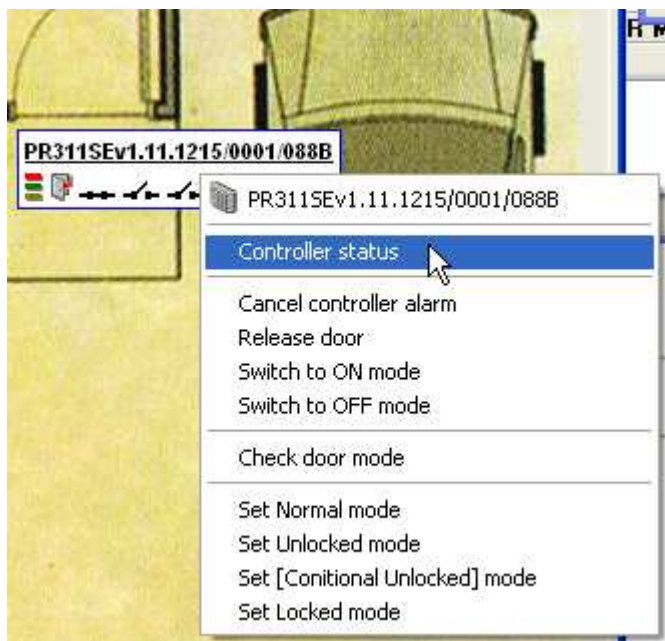 R M
PR311SEv1.11.1215/0001/088B
PR311SEv1.11.1215/0001/088B
Controller status
Cancel controller alarm
Release door
Switch to ON mode
Switch to OFF mode
Check door mode
Set Normal mode
Set Unlocked mode
Set [Conitional Unlocked] mode
Set Locked mode